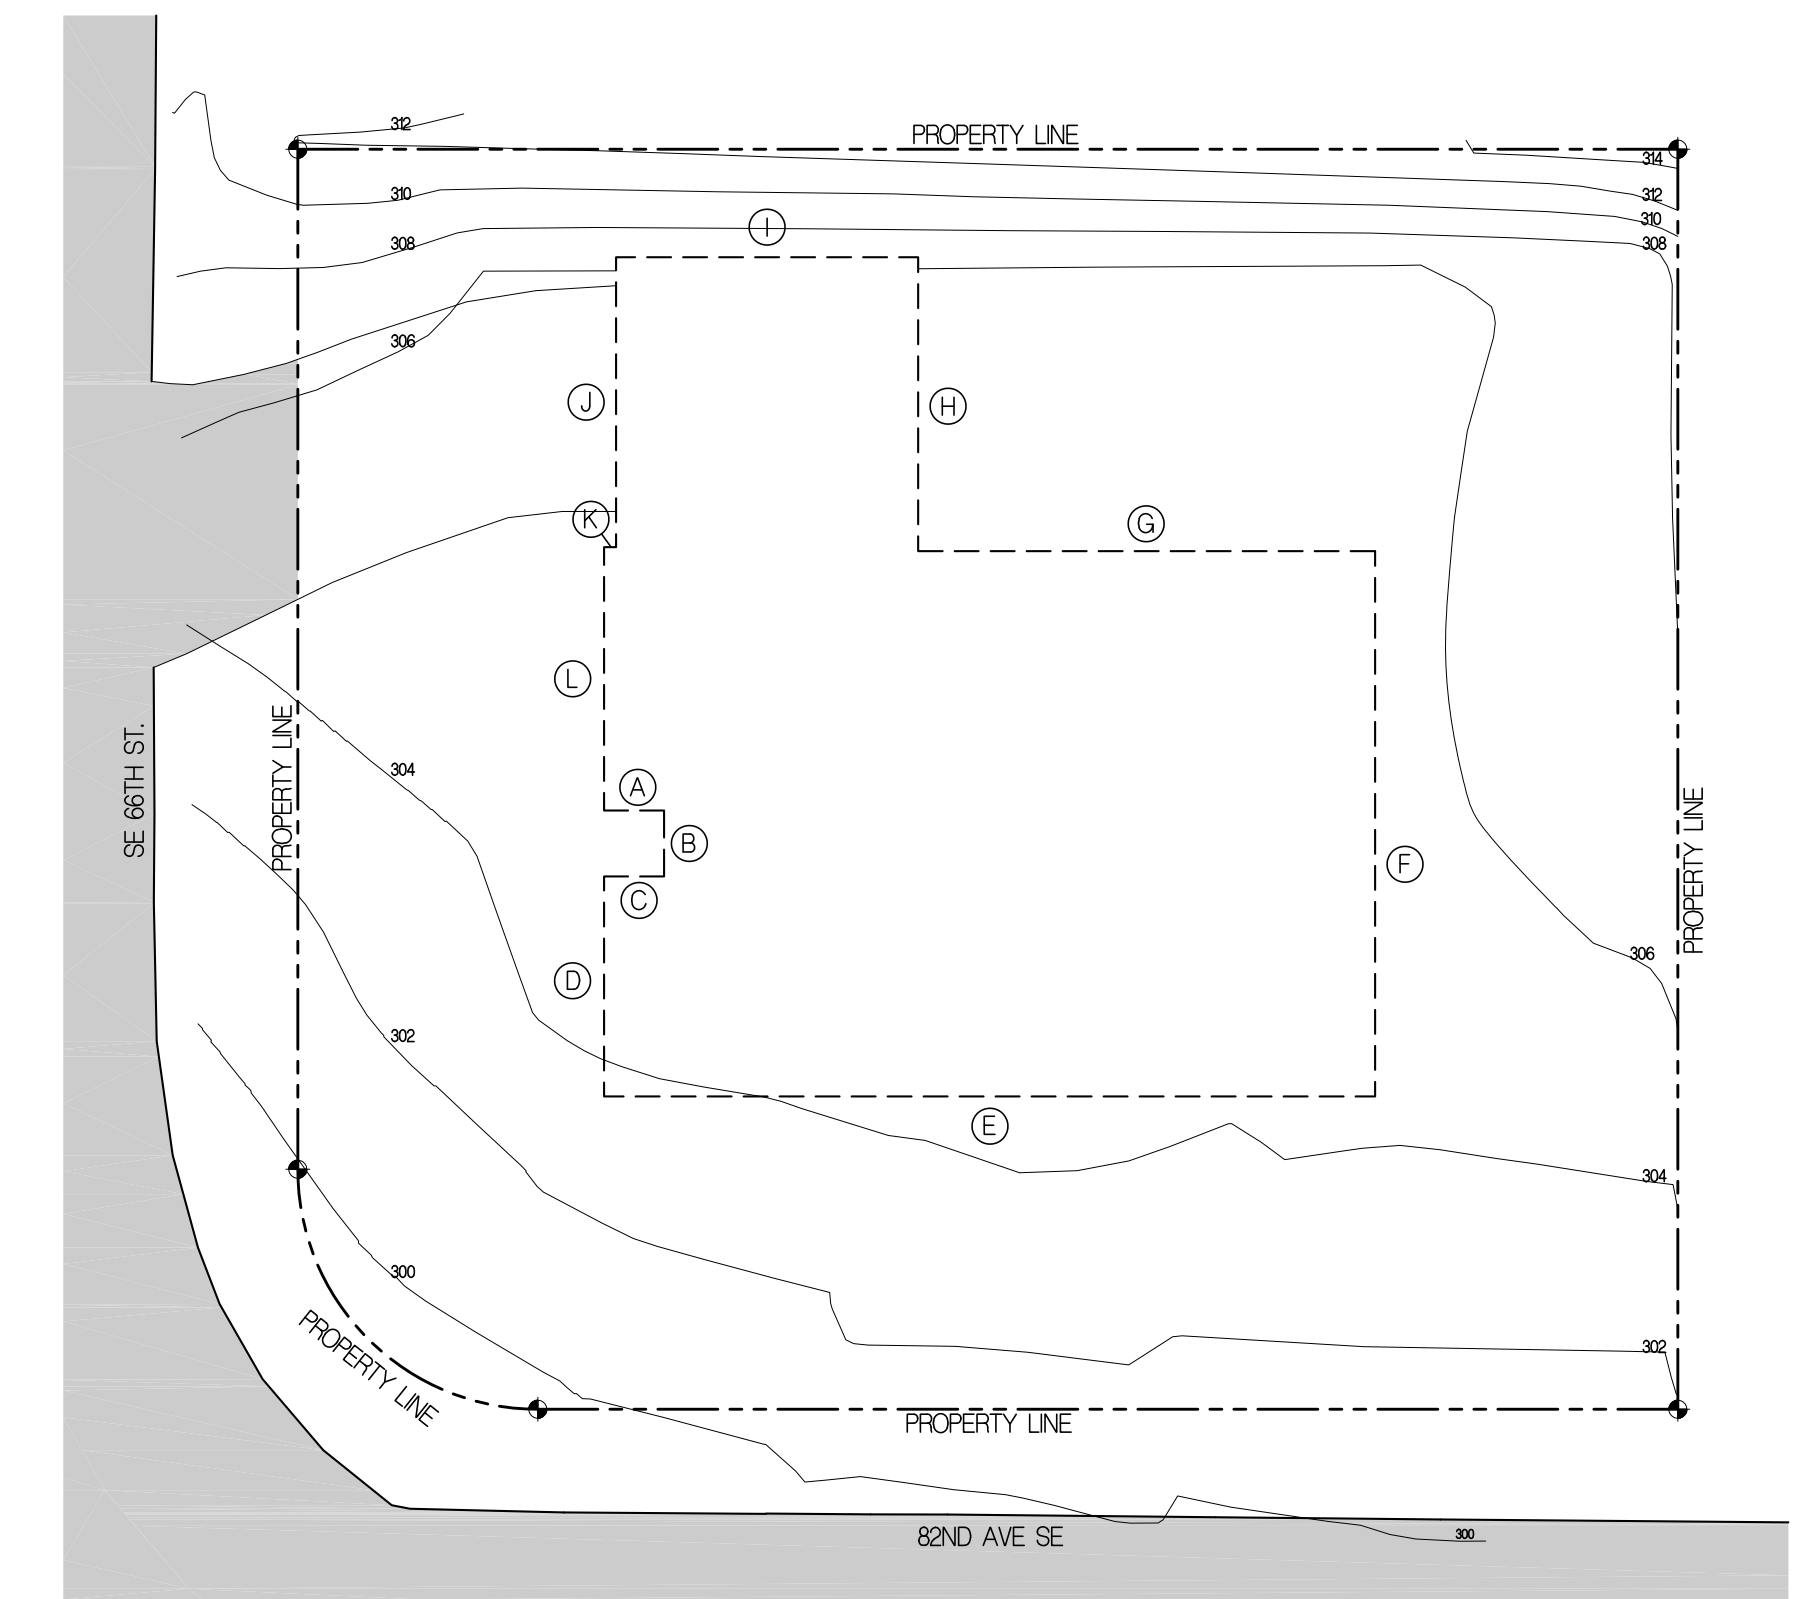 312
PROPERTY LINE
314
310
312
310
I
308
308
306
J
H
K
G
L
PROPERTY LINE
SE 66TH ST.
304
A
B
F
PROPERTY LINE
C
306
D
302
E
304
300
PROPERTY LINE
302
PROPERTY LINE
82ND AVE SE
300